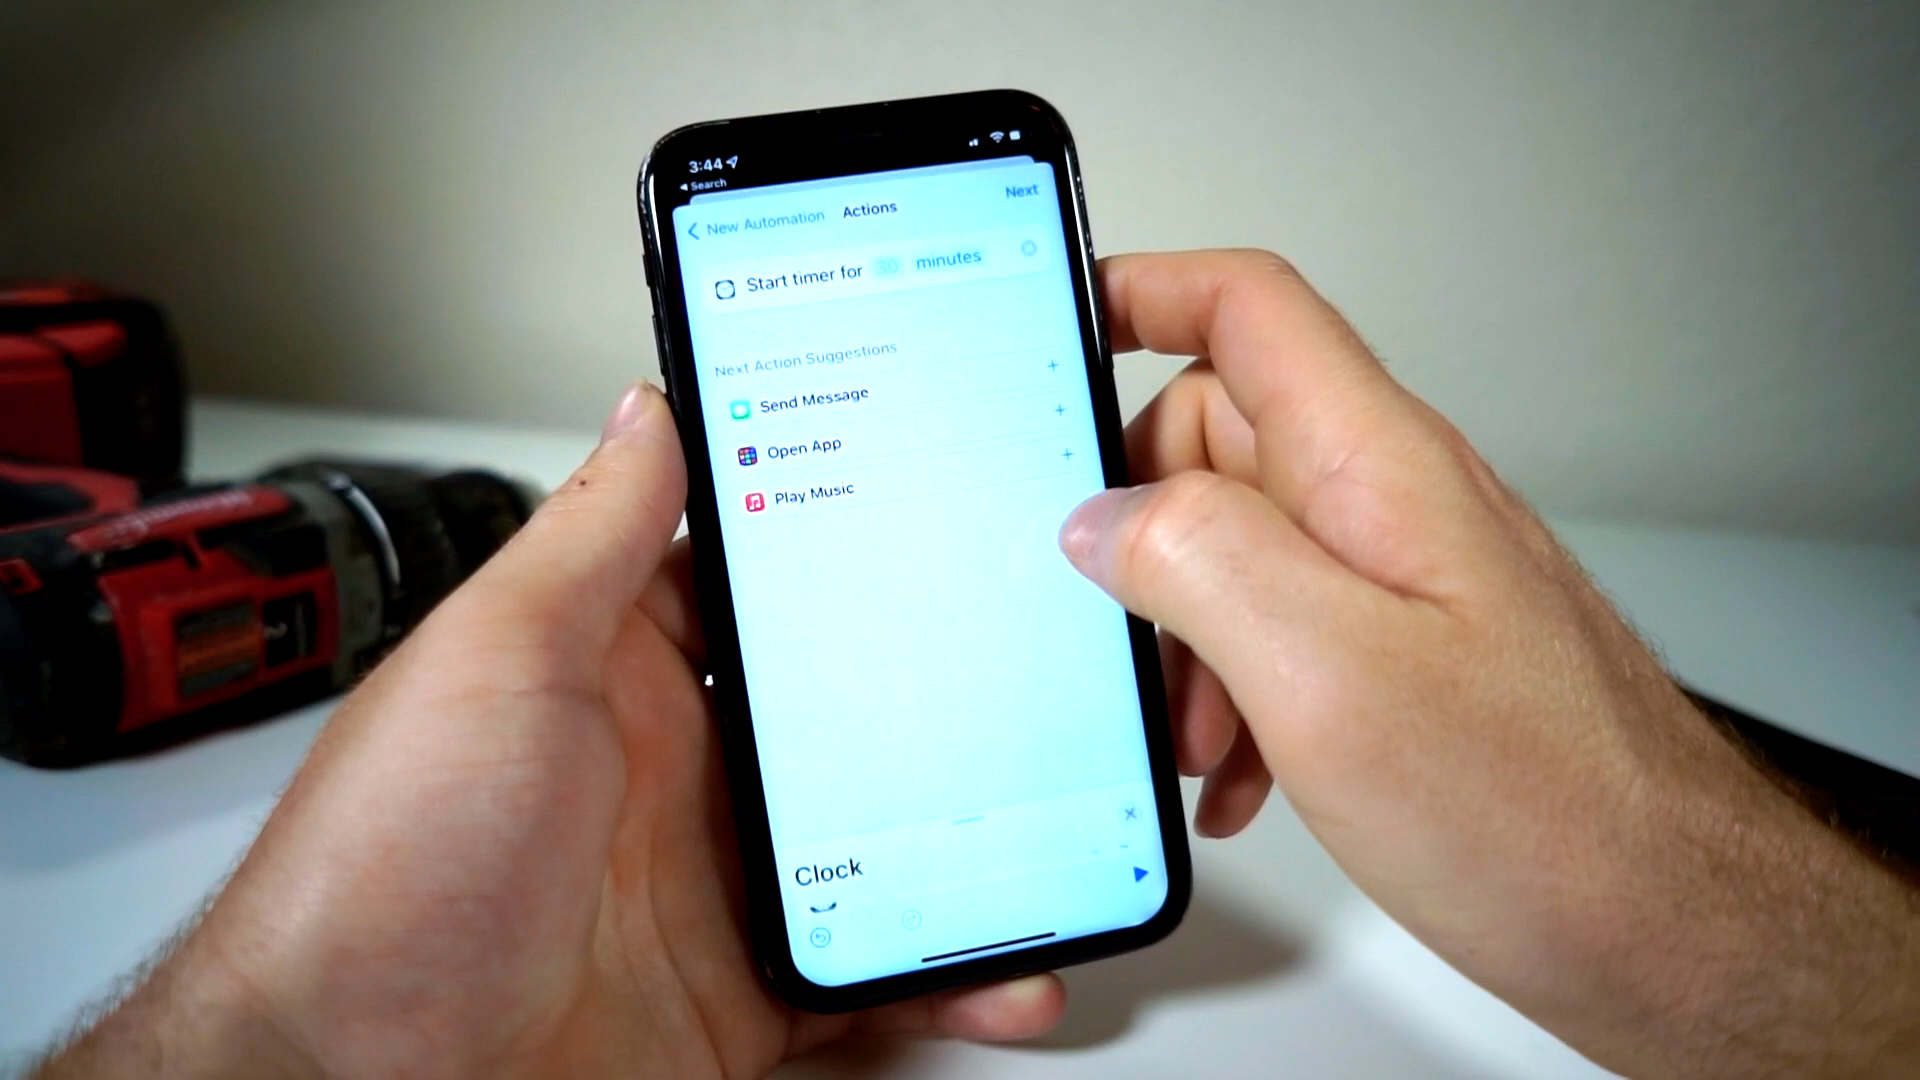 3:44
◀ Search
New Automation Actions Next
Start timer for 30 minutes
Next Action Suggestions
Send Message
Open App
Play Music
Clock